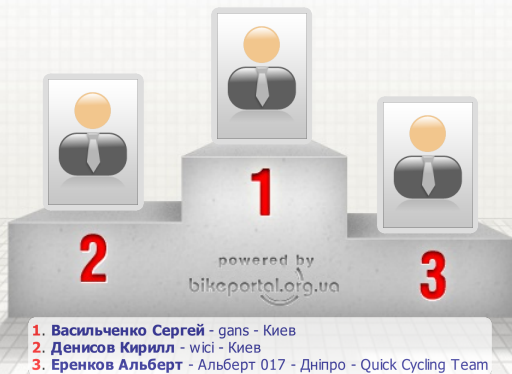 1
2
3
powered by
bikeportal.org.ua
1. Васильченко Сергей - gans - Киев
2. Денисов Кирилл - wici - Киев
3. Еренков Альберт - Альберт 017 - Дніпро - Quick Cycling Team